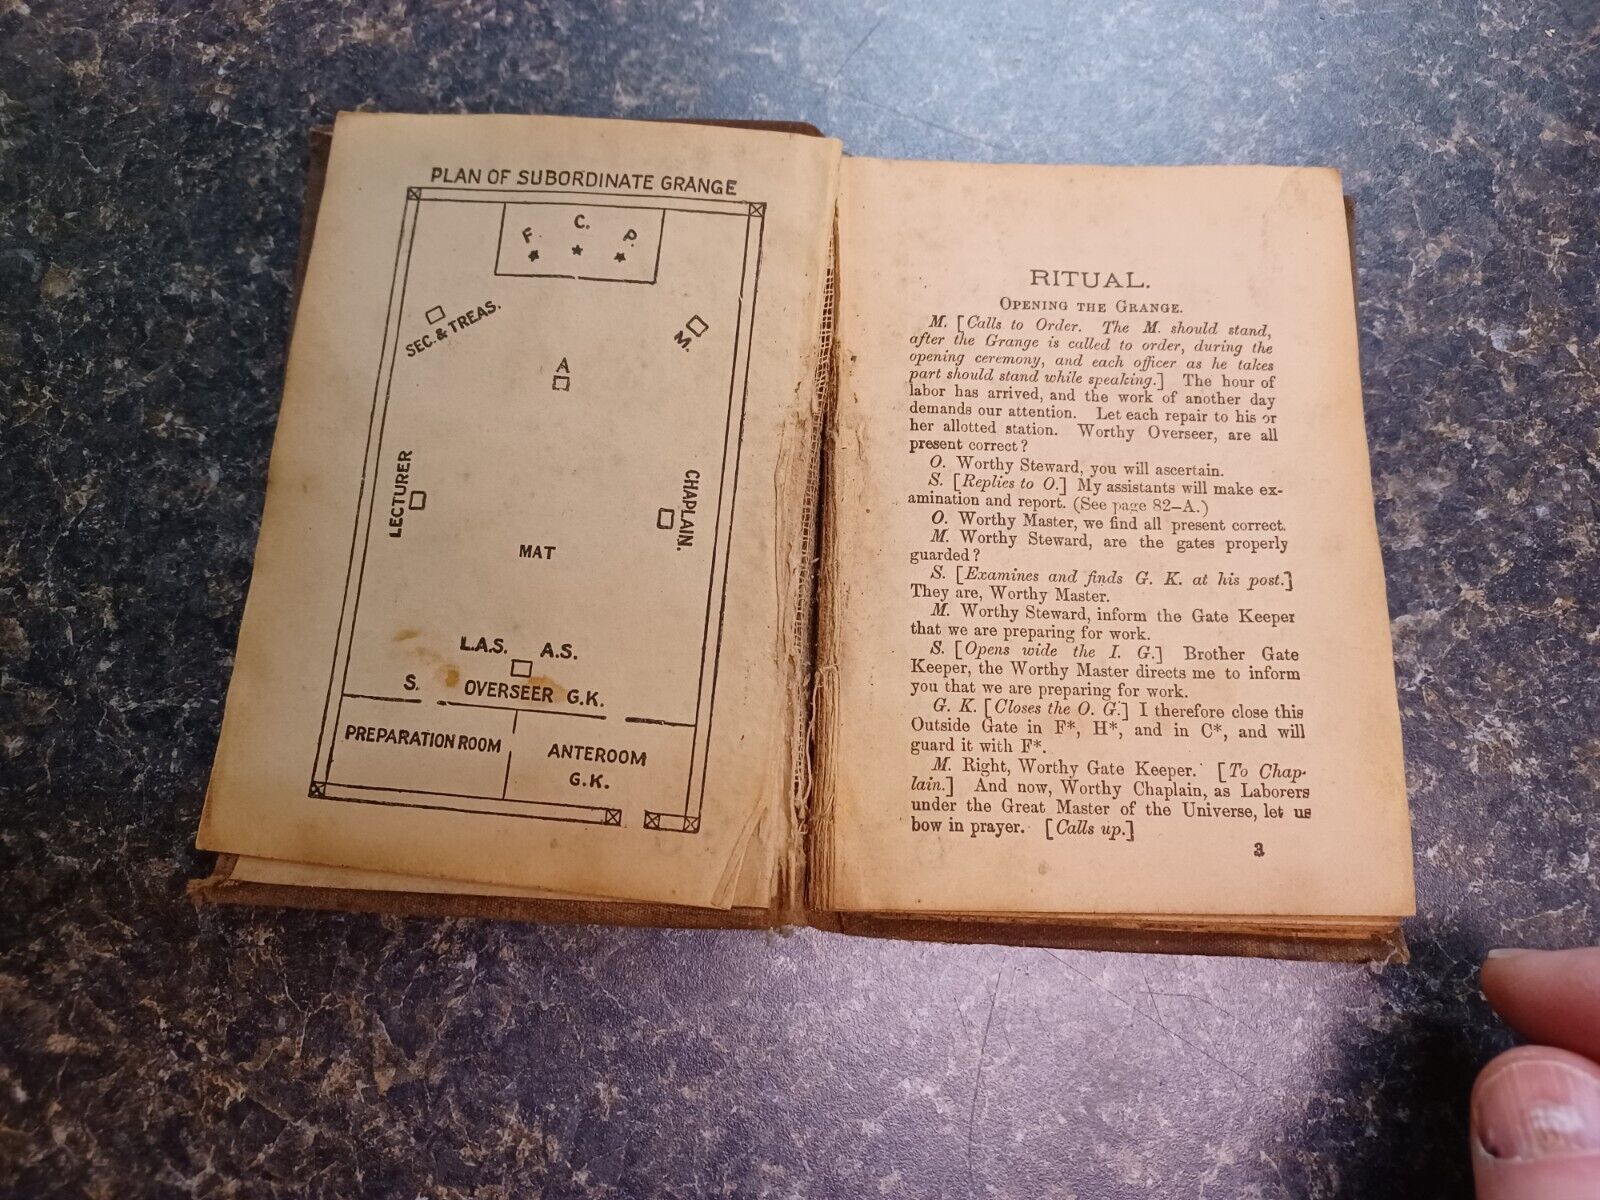 PLAN OF SUBORDINATE GRANGE
F. C. P.
SEC. & TREAS.
M.
A
LECTURER
CHAPLAIN.
MAT
L.A.S. A.S.
S. OVERSEER G.K.
PREPARATION ROOM
ANTEROOM
G.K.
RITUAL.
OPENING THE GRANGE.
M. [Calls to Order. The M. should stand,
after the Grange is called to order, during the
opening ceremony, and each officer as he takes
part should stand while speaking.] The hour of
labor has arrived, and the work of another day
demands our attention. Let each repair to his or
her allotted station. Worthy Overseer, are all
present correct?
O. Worthy Steward, you will ascertain.
S. [Replies to O.] My assistants will make ex-
amination and report. (See page 82–A.)
O. Worthy Master, we find all present correct.
M. Worthy Steward, are the gates properly
guarded?
S. [Examines and finds G. K. at his post.]
They are, Worthy Master.
M. Worthy Steward, inform the Gate Keeper
that we are preparing for work.
S. [Opens wide the I. G.] Brother Gate
Keeper, the Worthy Master directs me to inform
you that we are preparing for work.
G. K. [Closes the O. G.] I therefore close this
Outside Gate in F*, H*, and in C*, and will
guard it with F*.
M. Right, Worthy Gate Keeper. [To Chap-
lain.] And now, Worthy Chaplain, as Laborers
under the Great Master of the Universe, let us
bow in prayer. [Calls up.]
3